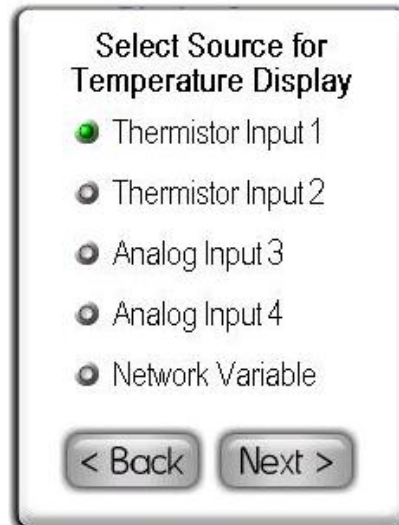 Select Source for
Temperature Display
Thermistor Input 1
Thermistor Input 2
Analog Input 3
Analog Input 4
Network Variable
< Back
Next >